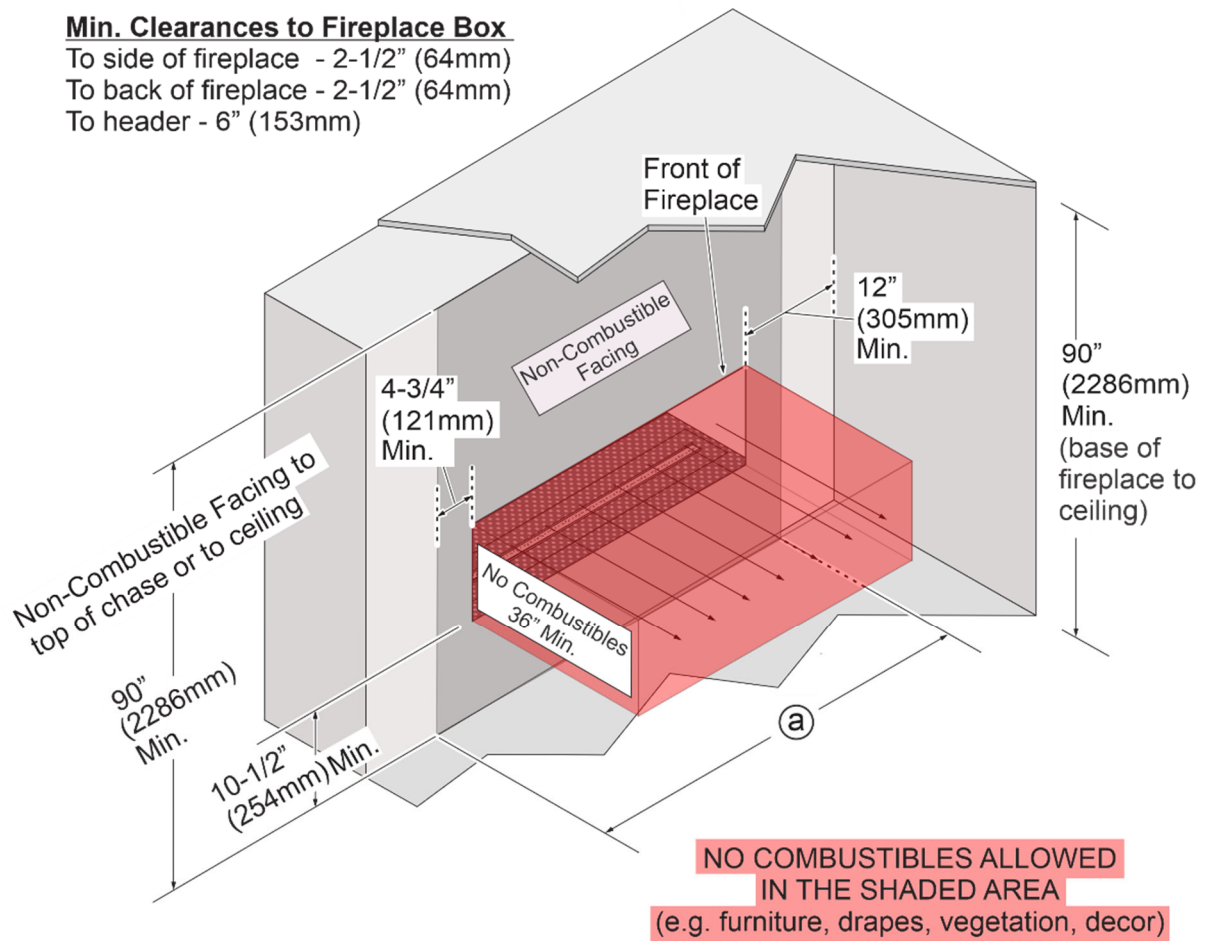 Min. Clearances to Fireplace Box
To side of fireplace - 2-1/2” (64mm)
To back of fireplace - 2-1/2” (64mm)
To header - 6” (153mm)
Front of
Fireplace
12”
(305mm)
Min.
Non-Combustible
Facing
4-3/4”
(121mm)
Min.
90”
(2286mm)
Min.
(base of
fireplace to
ceiling)
Non-Combustible Facing to
top of chase or to ceiling
No Combustibles
36” Min.
90”
(2286mm)
Min.
10-1/2”
(254mm) Min.
a
NO COMBUSTIBLES ALLOWED
IN THE SHADED AREA
(e.g. furniture, drapes, vegetation, decor)